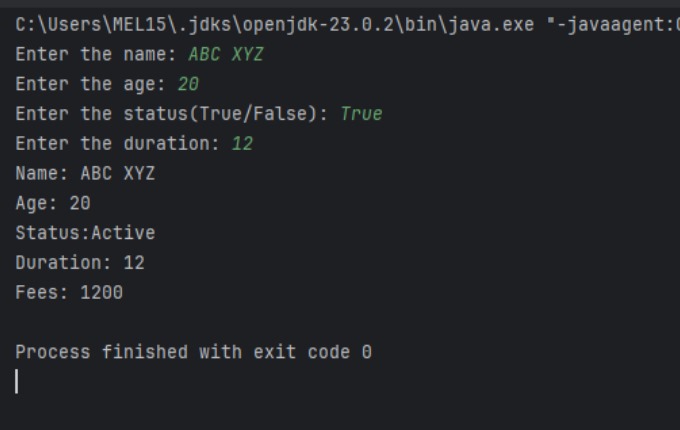 C:\Users\MEL15\.jdks\openjdk-23.0.2\bin\java.exe "-javaagent:
Enter the name: ABC XYZ
Enter the age: 20
Enter the status(True/False): True
Enter the duration: 12
Name: ABC XYZ
Age: 20
Status:Active
Duration: 12
Fees: 1200
Process finished with exit code 0